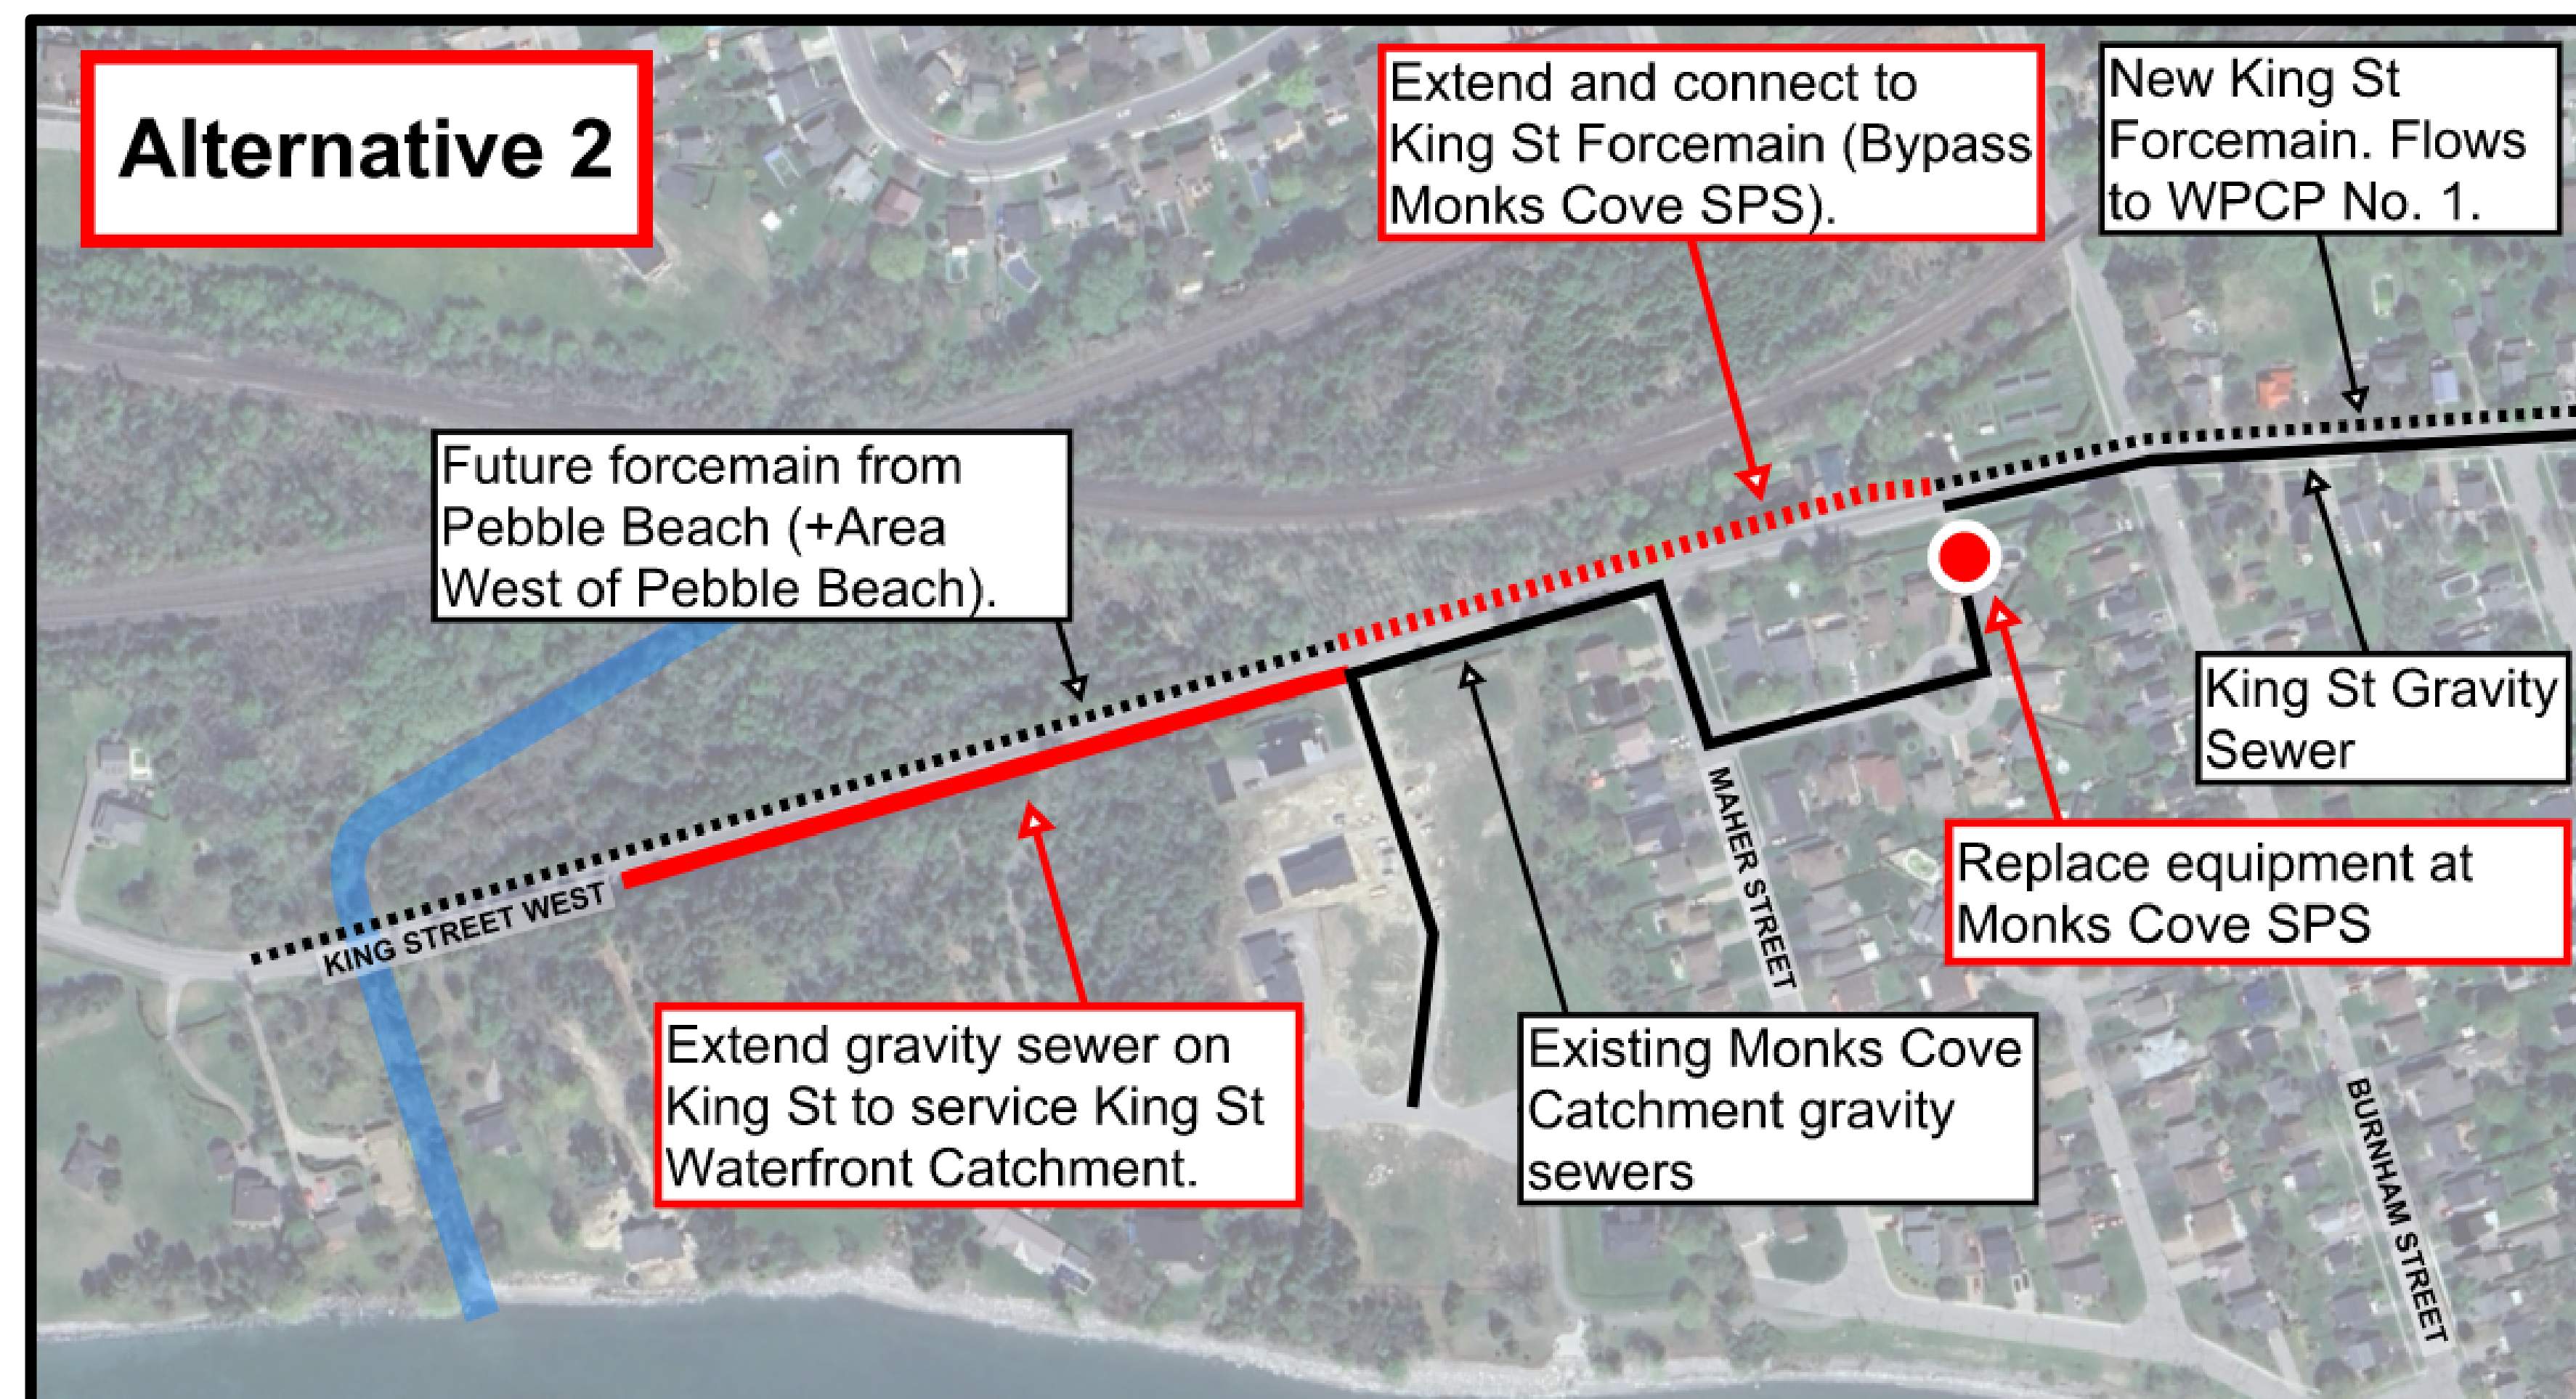 Alternative 2
Extend and connect to
King St Forcemain (Bypass
Monks Cove SPS).
New King St
Forcemain. Flows
to WPCP No. 1.
Future forcemain from
Pebble Beach (+Area
West of Pebble Beach).
King St Gravity
Sewer
MAHER STREET
Replace equipment at
Monks Cove SPS
KING STREET WEST
Extend gravity sewer on
King St to service King St
Waterfront Catchment.
Existing Monks Cove
Catchment gravity
sewers
BURNHAM STREET